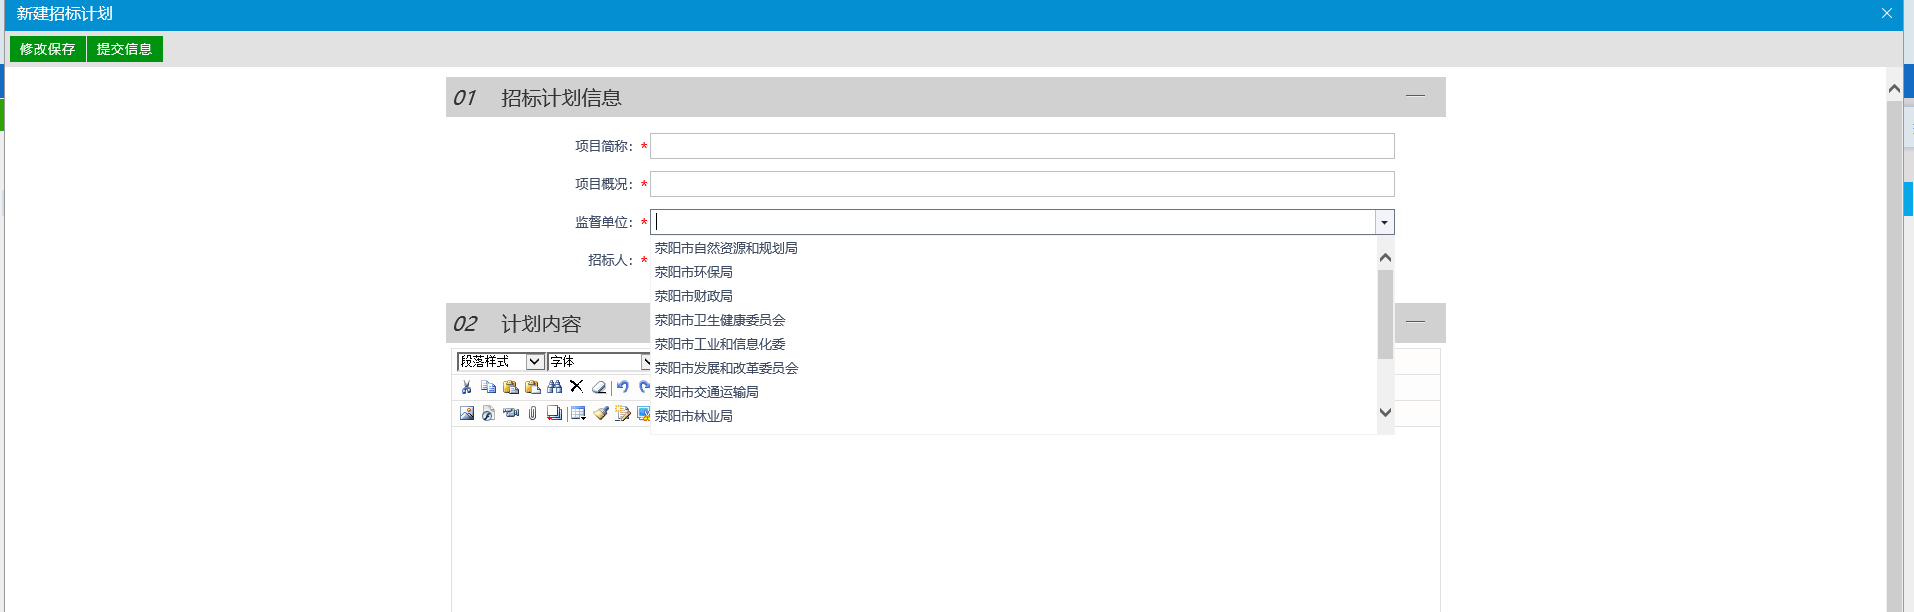 新建招标计划
修改保存 提交信息
01 招标计划信息
项目简称：*
项目概况：*
监督单位：*
荥阳市自然资源和规划局
招标人：*
荥阳市环保局
荥阳市财政局
02 计划内容
荥阳市卫生健康委员会
荥阳市工业和信息化委
段落样式 字体
荥阳市发展和改革委员会
荥阳市交通运输局
荥阳市林业局